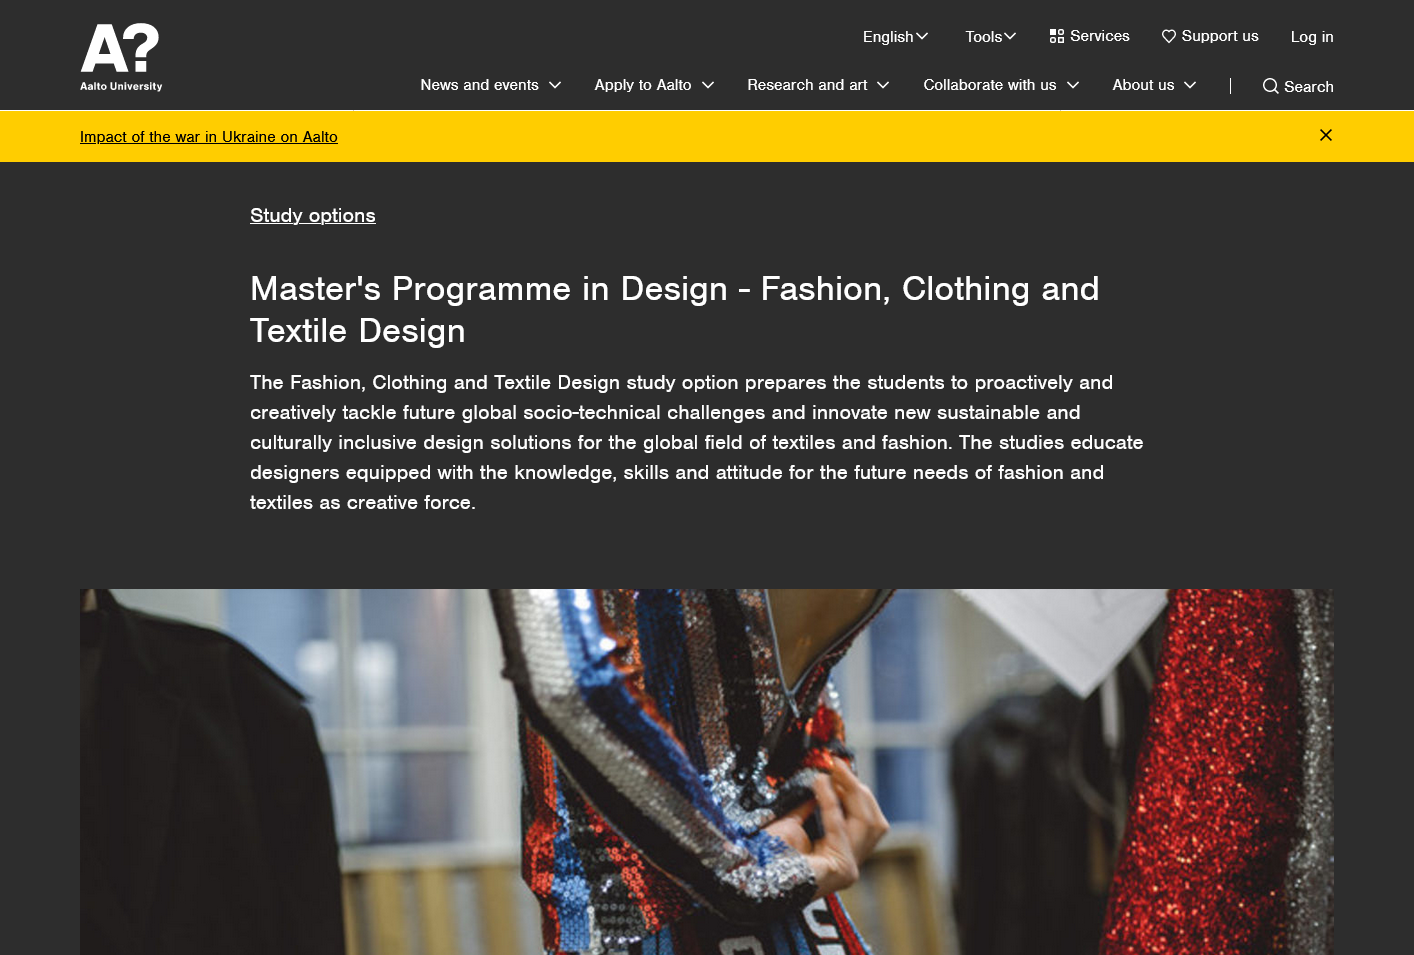 A?
Aalto University
English
Tools
Services
Support us
Log in
News and events
Apply to Aalto
Research and art
Collaborate with us
About us
Search
Impact of the war in Ukraine on Aalto
Study options
Master's Programme in Design - Fashion, Clothing and
Textile Design
The Fashion, Clothing and Textile Design study option prepares the students to proactively and
creatively tackle future global socio-technical challenges and innovate new sustainable and
culturally inclusive design solutions for the global field of textiles and fashion. The studies educate
designers equipped with the knowledge, skills and attitude for the future needs of fashion and
textiles as creative force.